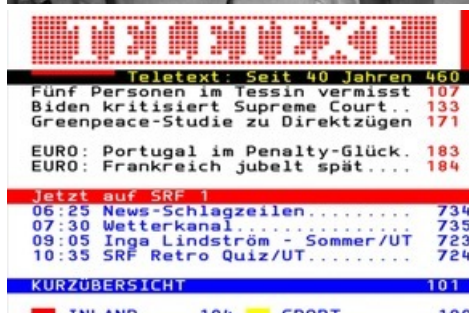 TELETEXT
Teletext: Seit 40 Jahren 460
Fünf Personen im Tessin vermisst 107
Biden kritisiert Supreme Court.. 133
Greenpeace-Studie zu Direktzügen 171
EURO: Portugal im Penalty-Glück. 183
EURO: Frankreich jubelt spät.... 184
Jetzt auf SRF 1
06:25 News-Schlagzeilen......... 734
07:30 Wetterkanal............... 735
09:05 Inga Lindström - Sommer/UT 723
10:35 SRF Retro Quiz/UT......... 724
KURZÜBERSICHT 101
INLAND 104 SPORT